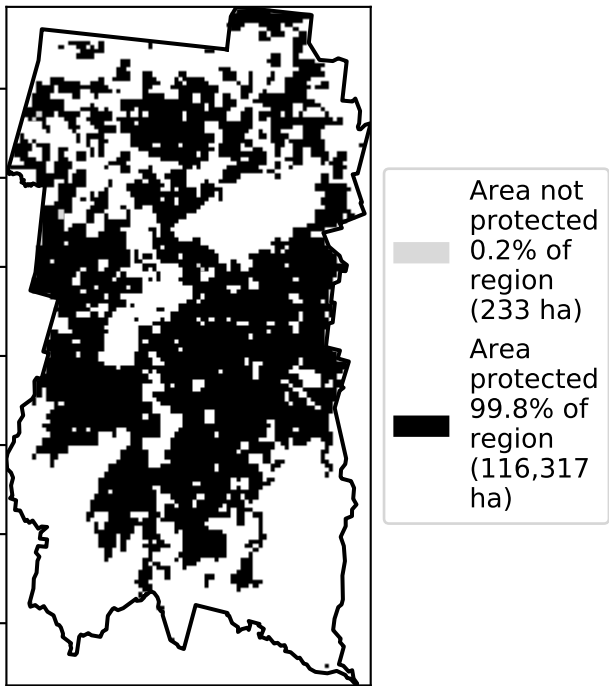 Area not
protected
0.2% of
region
(233 ha)
Area
protected
99.8% of
region
(116,317
ha)